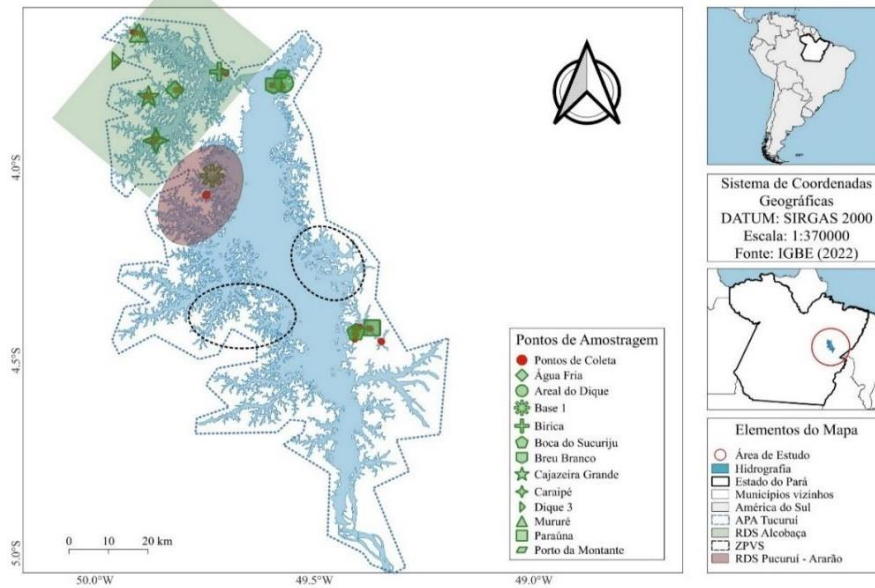 4.0°S
4.5°S
5.0°S
50.0°W
49.5°W
49.0°W
0
10
20 km
Pontos de Amostragem
Pontos de Coleta
Água Fria
Areal do Dique
Base 1
Birica
Boca do Sucuriju
Breu Branco
Cajazeira Grande
Caraipé
Dique 3
Mururé
Paraúna
Porto da Montante
Sistema de Coordenadas
Geográficas
DATUM: SIRGAS 2000
Escala: 1:370000
Fonte: IGBE (2022)
Elementos do Mapa
Área de Estudo
Hidrografia
Estado do Pará
Municípios vizinhos
América do Sul
APA Tucuruí
RDS Alcobaça
ZPVS
RDS Pucuruí - Ararão